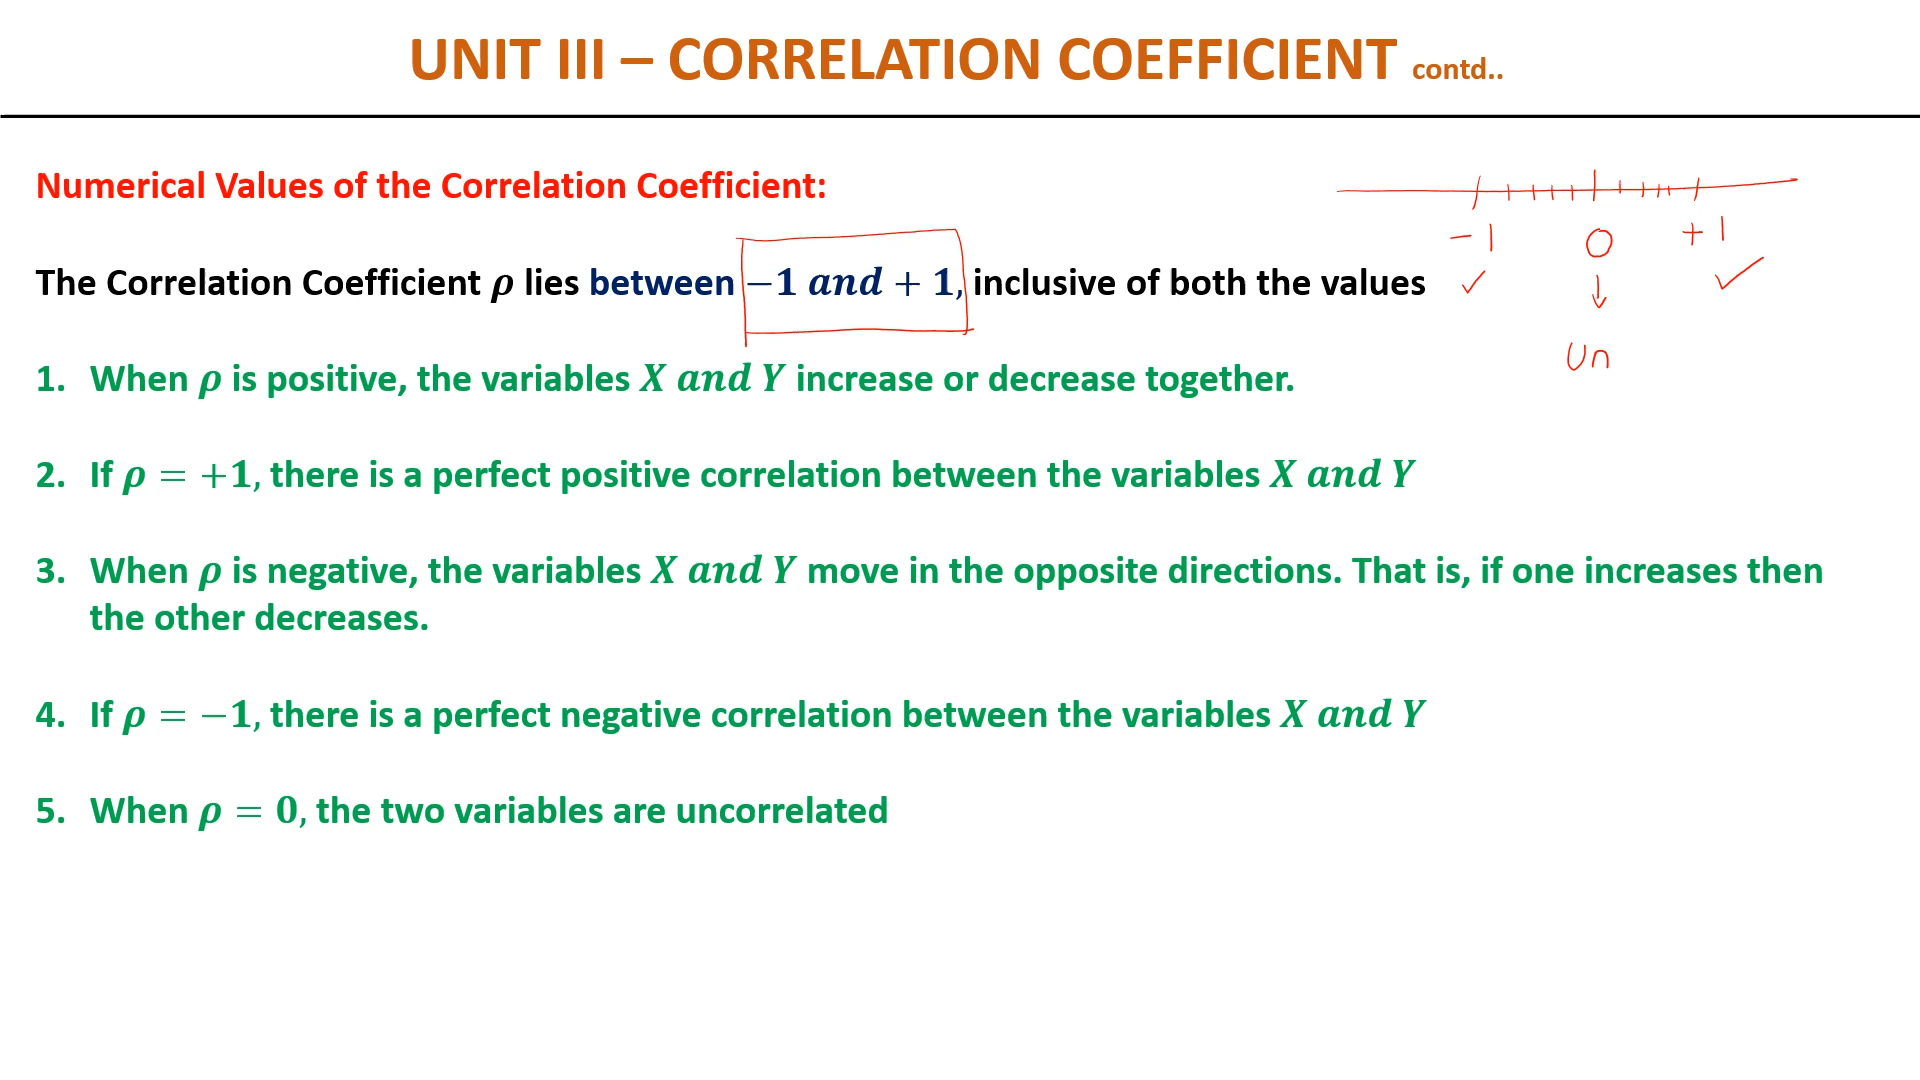 UNIT III – CORRELATION COEFFICIENT contd..
Numerical Values of the Correlation Coefficient:
-1 0 +1
The Correlation Coefficient ρ lies between −1 and + 1, inclusive of both the values
Un
1. When ρ is positive, the variables X and Y increase or decrease together.
2. If ρ = +1, there is a perfect positive correlation between the variables X and Y
3. When ρ is negative, the variables X and Y move in the opposite directions. That is, if one increases then
the other decreases.
4. If ρ = −1, there is a perfect negative correlation between the variables X and Y
5. When ρ = 0, the two variables are uncorrelated